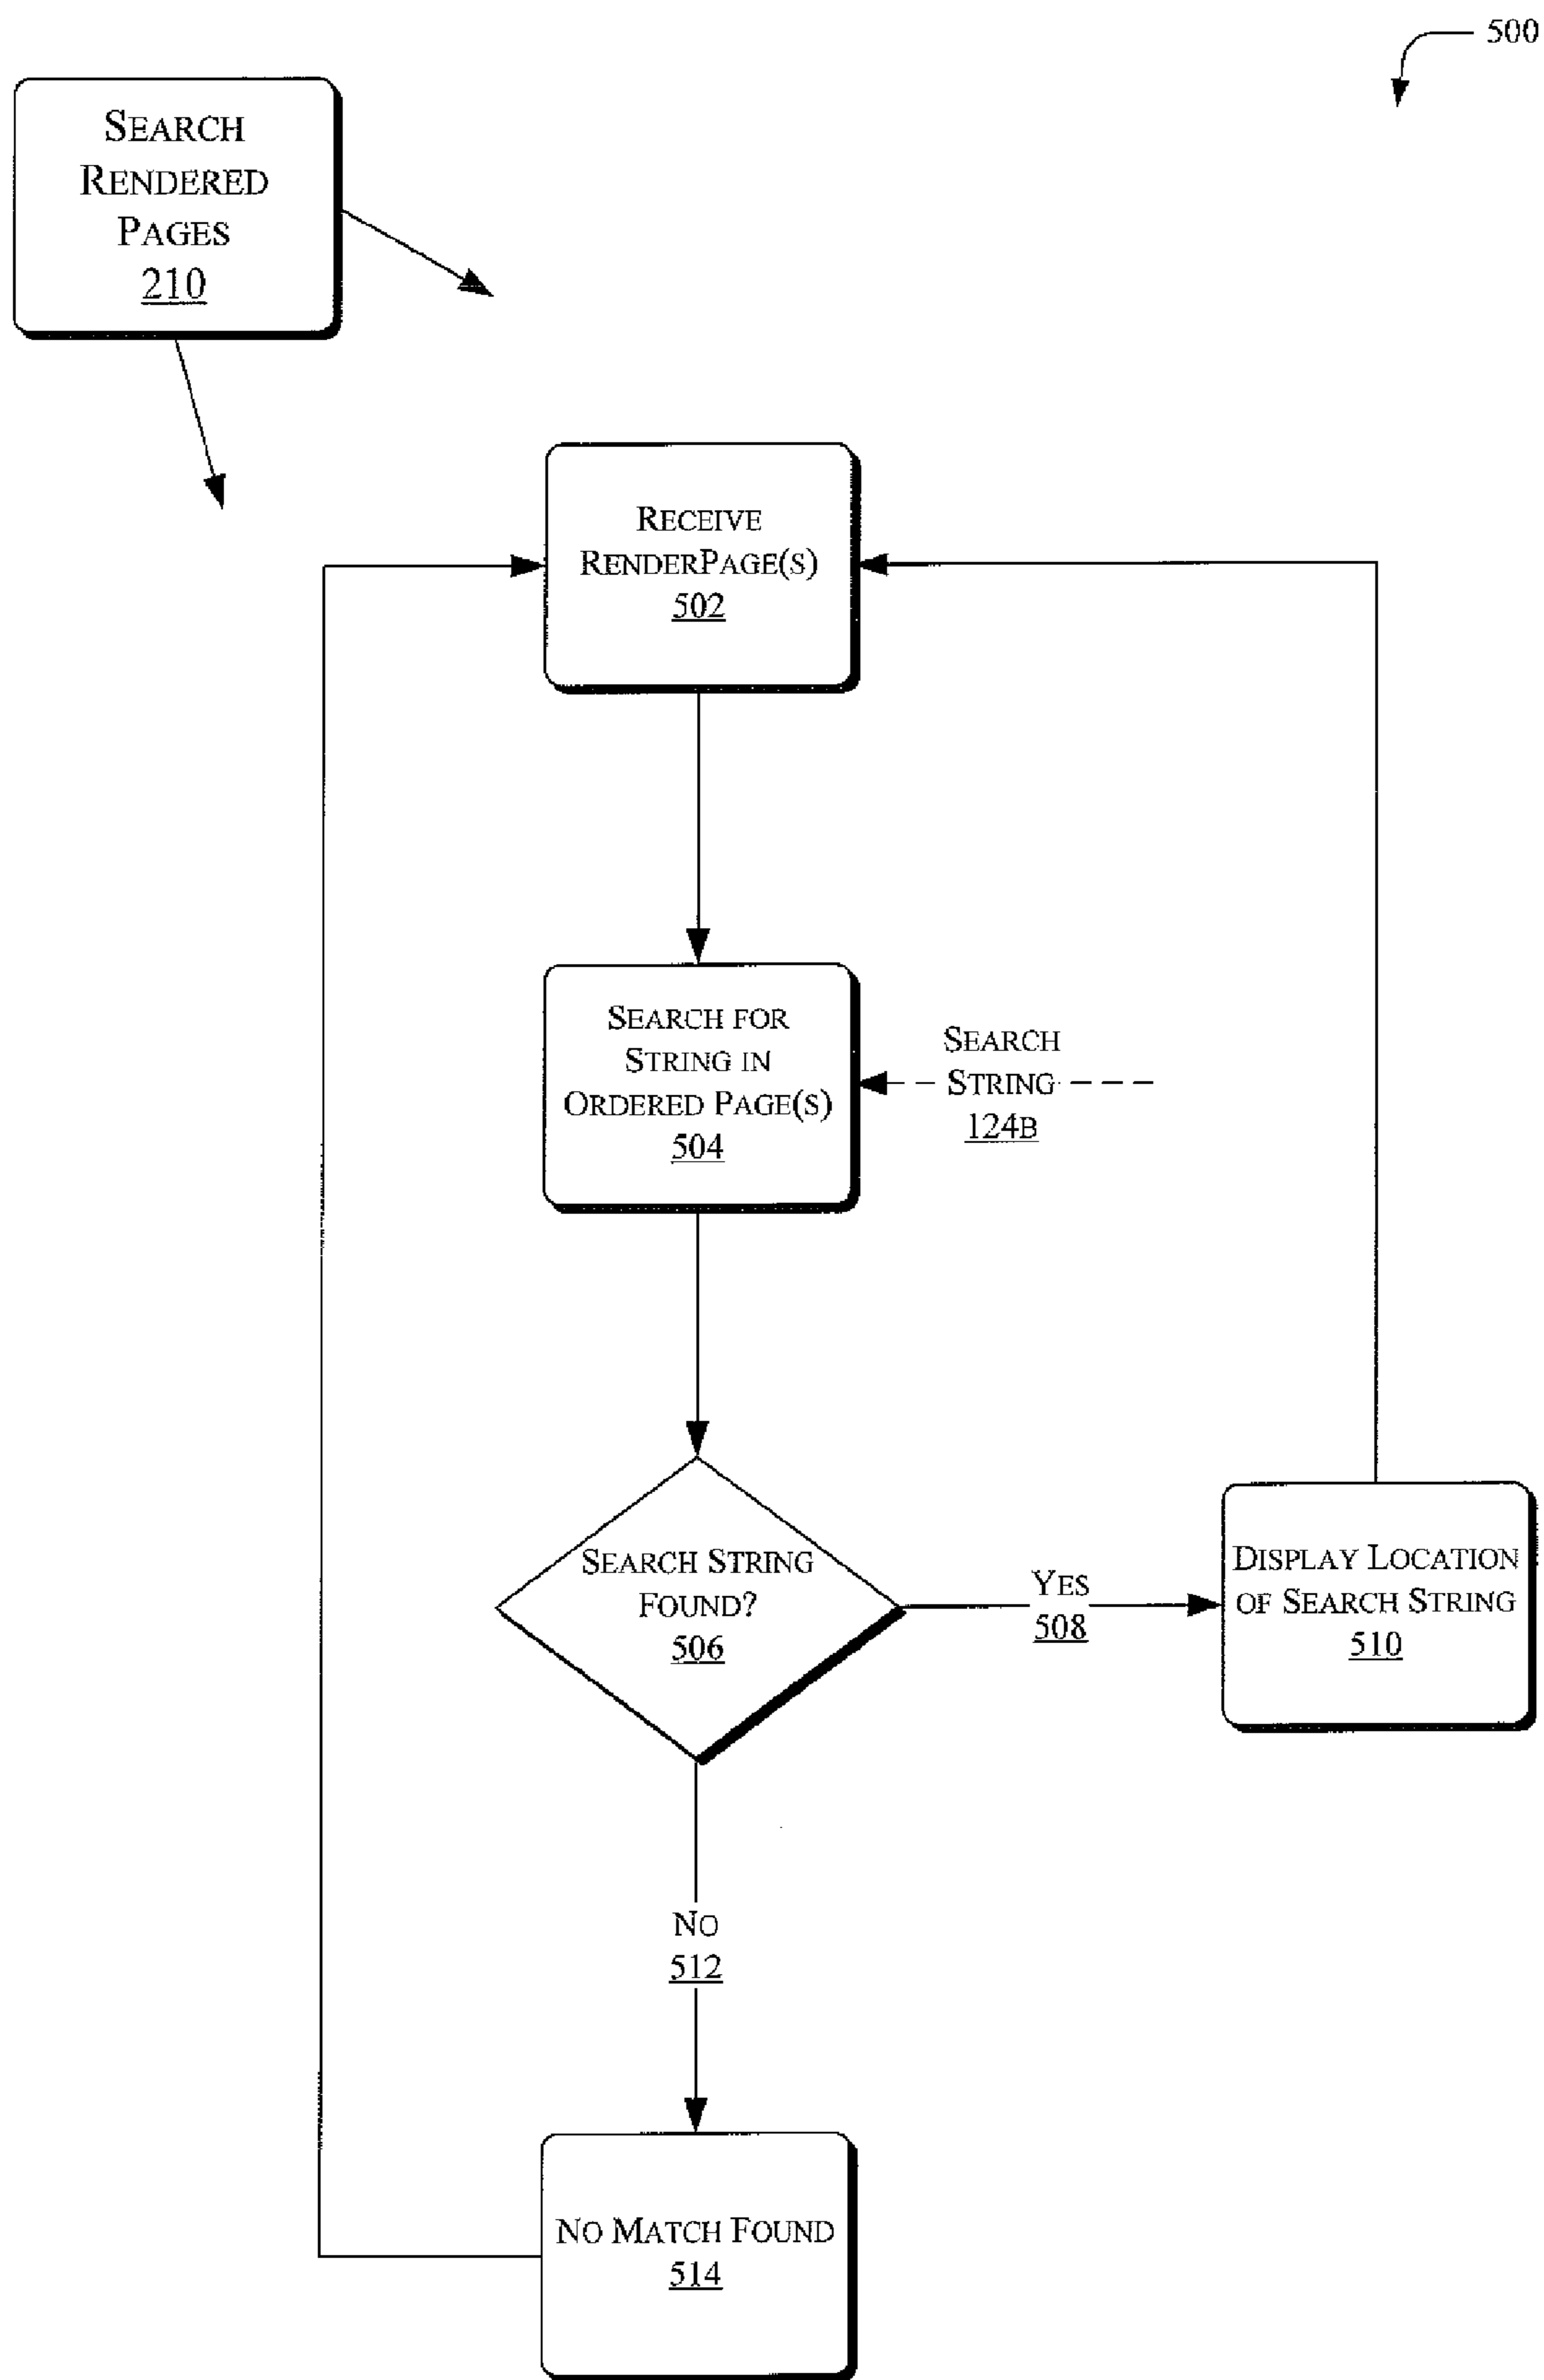 500
SEARCH
RENDERED
PAGES
210
RECEIVE
RENDERPAGE(S)
502
SEARCH FOR
STRING IN
ORDERED PAGE(S)
504
SEARCH
STRING
124B
SEARCH STRING
FOUND?
506
YES
508
DISPLAY LOCATION
OF SEARCH STRING
510
NO
512
NO MATCH FOUND
514